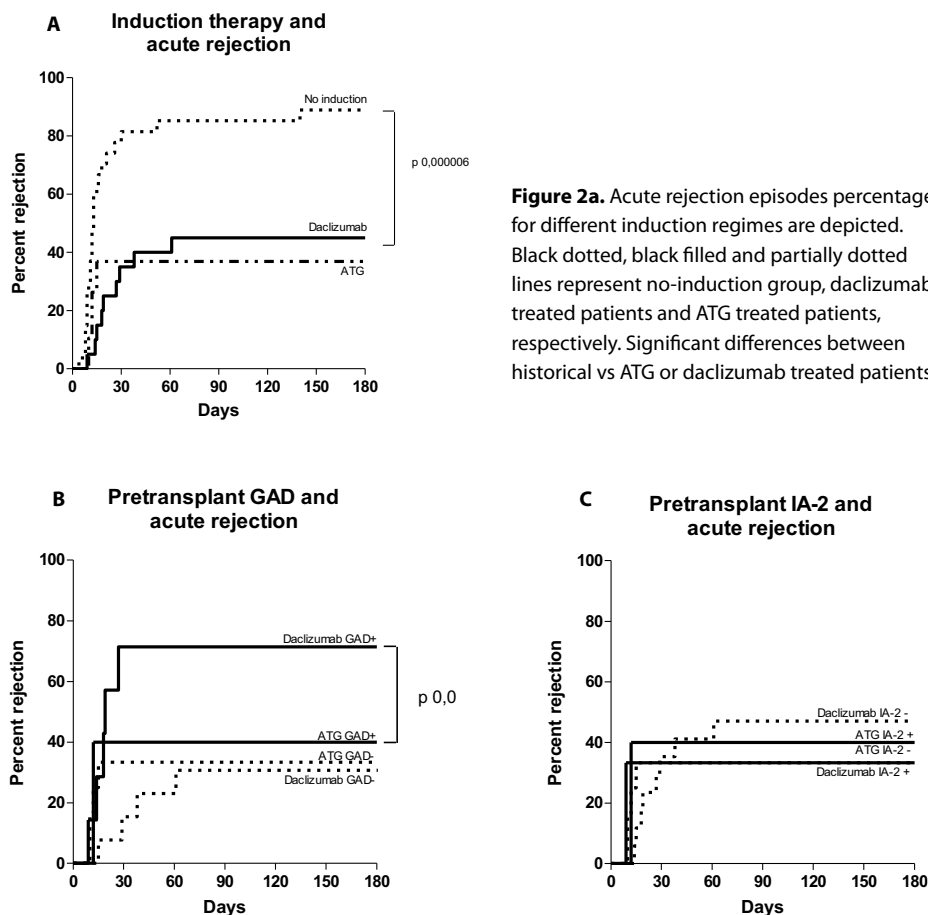 A
Induction therapy and
acute rejection
Percent rejection
100
80
60
40
20
0
0 30 60 90 120 150 180
Days
No induction
Daclizumab
ATG
p 0,000006
Figure 2a. Acute rejection episodes percentage
for different induction regimes are depicted.
Black dotted, black filled and partially dotted
lines represent no-induction group, daclizumab
treated patients and ATG treated patients,
respectively. Significant differences between
historical vs ATG or daclizumab treated patients
B
Pretransplant GAD and
acute rejection
Percent rejection
100
80
60
40
20
0
0 30 60 90 120 150 180
Days
Daclizumab GAD+
ATG GAD+
ATG GAD-
Daclizumab GAD-
p 0,0
C
Pretransplant IA-2 and
acute rejection
Percent rejection
100
80
60
40
20
0
0 30 60 90 120 150 180
Days
Daclizumab IA-2 -
ATG IA-2 +
ATG IA-2 -
Daclizumab IA-2 +